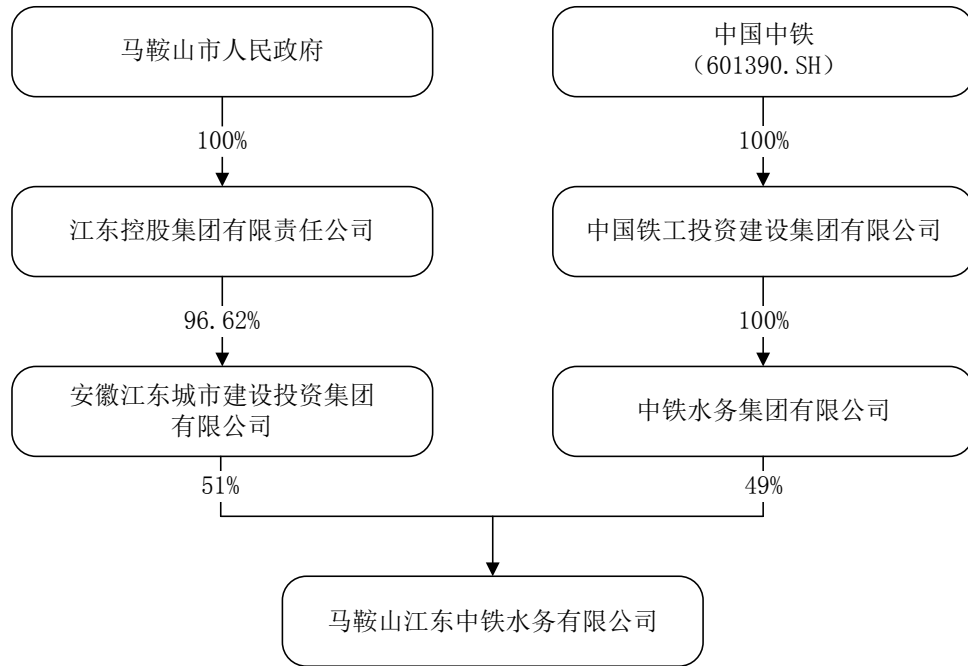 马鞍山市人民政府
中国中铁
（601390.SH）
100%
100%
江东控股集团有限责任公司
中国铁工投资建设集团有限公司
96.62%
100%
安徽江东城市建设投资集团
有限公司
中铁水务集团有限公司
51%
49%
马鞍山江东中铁水务有限公司